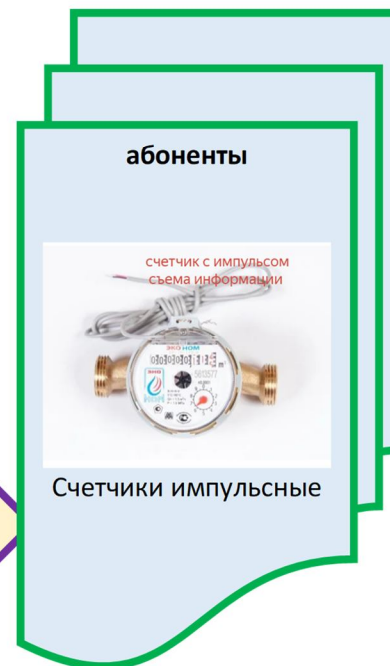 абоненты
счетчик с импульсом
съема информации
Счетчики импульсные